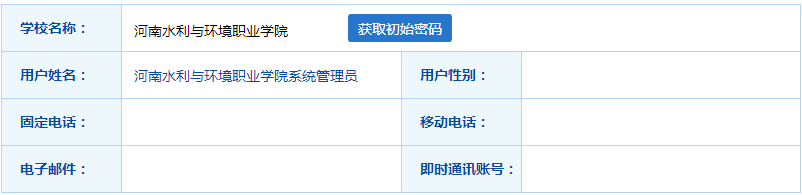 学校名称： 河南水利与环境职业学院 获取初始密码
用户姓名： 河南水利与环境职业学院系统管理员 用户性别：
固定电话： 移动电话：
电子邮件： 即时通讯账号：